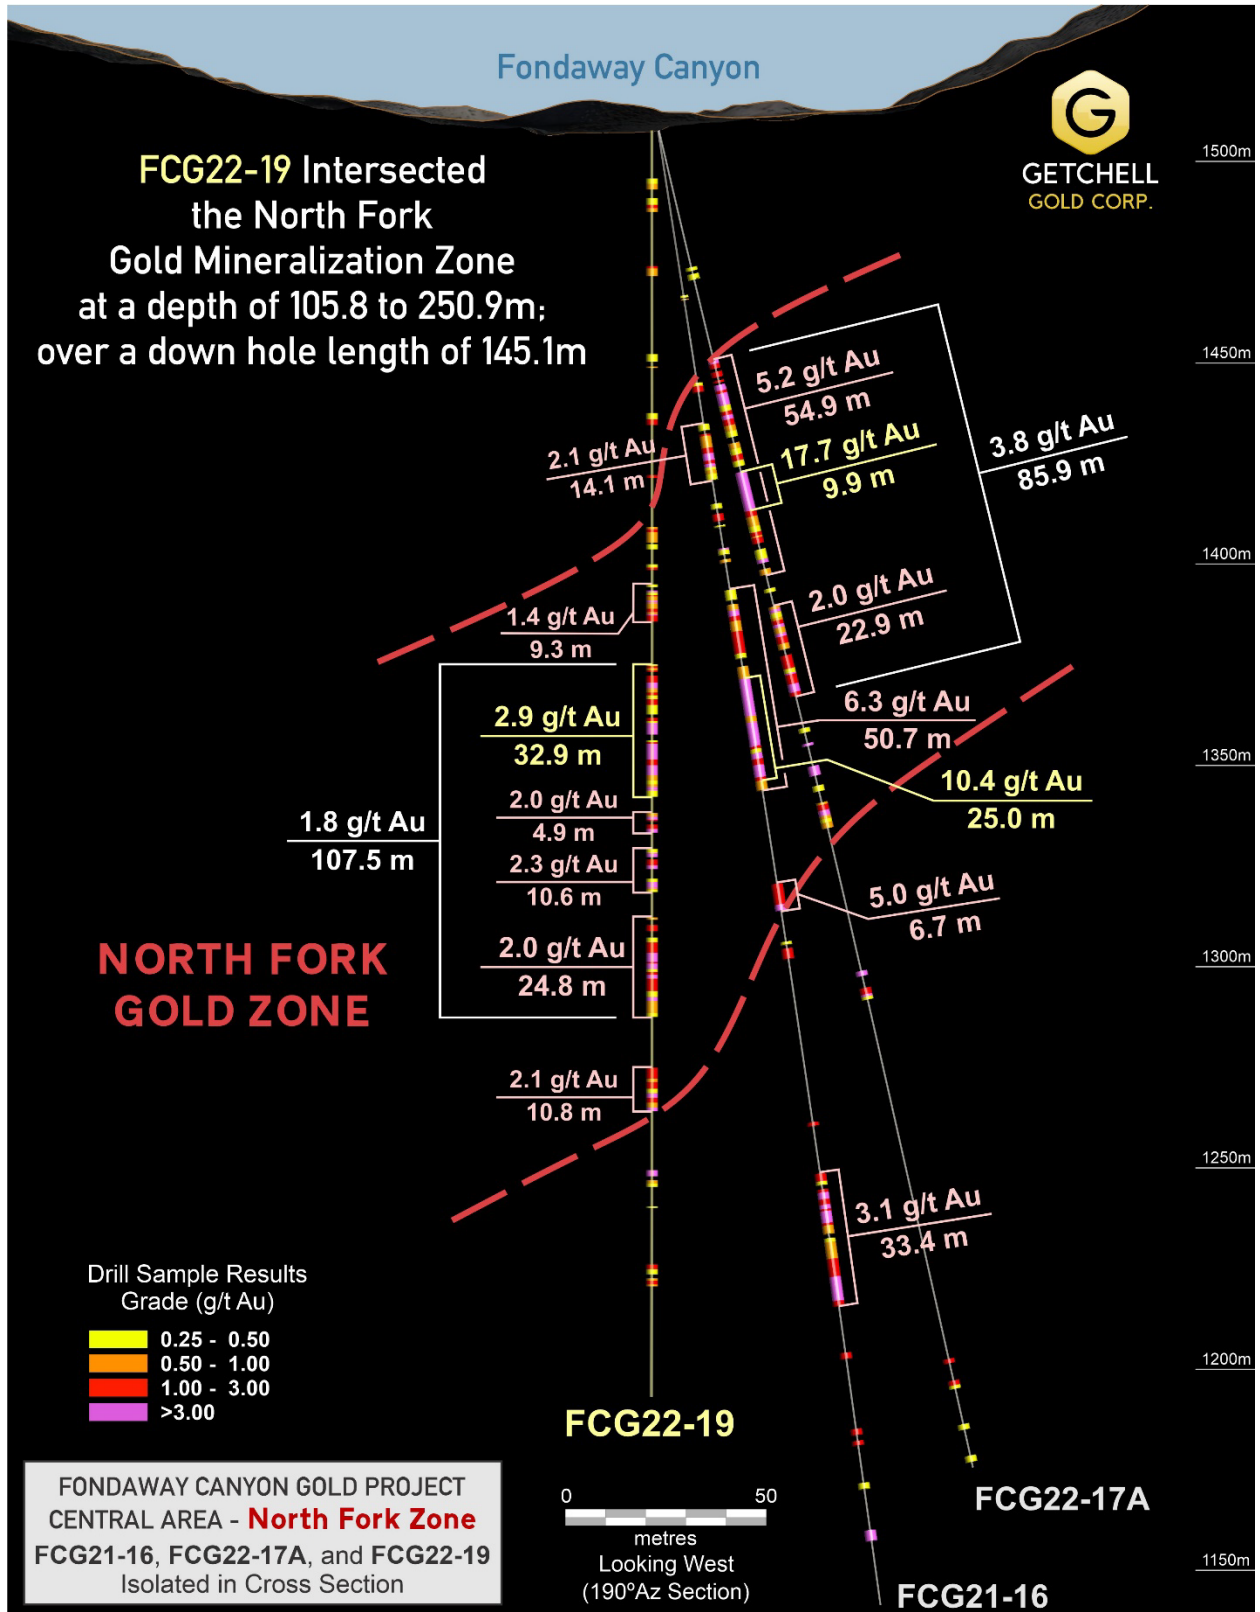 Fondaway Canyon
GETCHELL
GOLD CORP.
FCG22-19 Intersected
the North Fork
Gold Mineralization Zone
at a depth of 105.8 to 250.9m;
over a down hole length of 145.1m
1500m
1450m
1400m
1350m
1300m
1250m
1200m
1150m
5.2 g/t Au
54.9 m
17.7 g/t Au
9.9 m
3.8 g/t Au
85.9 m
2.1 g/t Au
14.1 m
2.0 g/t Au
22.9 m
1.4 g/t Au
9.3 m
6.3 g/t Au
50.7 m
2.9 g/t Au
32.9 m
10.4 g/t Au
25.0 m
2.0 g/t Au
4.9 m
1.8 g/t Au
107.5 m
2.3 g/t Au
10.6 m
5.0 g/t Au
6.7 m
2.0 g/t Au
24.8 m
NORTH FORK
GOLD ZONE
2.1 g/t Au
10.8 m
3.1 g/t Au
33.4 m
Drill Sample Results
Grade (g/t Au)
0.25 - 0.50
0.50 - 1.00
1.00 - 3.00
>3.00
FCG22-19
FCG22-17A
FCG21-16
FONDAWAY CANYON GOLD PROJECT
CENTRAL AREA - North Fork Zone
FCG21-16, FCG22-17A, and FCG22-19
Isolated in Cross Section
0 50
metres
Looking West
(190ºAz Section)